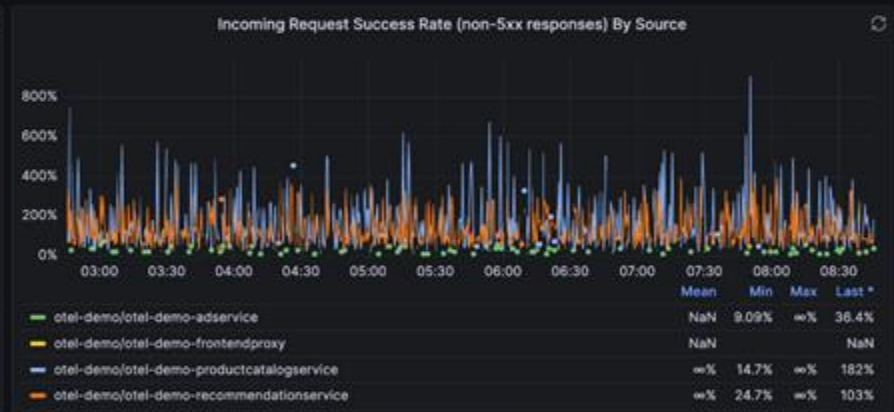 Incoming Request Success Rate (non-5xx responses) By Source
800%
600%
400%
200%
0%
03:00 03:30 04:00 04:30 05:00 05:30 06:00 06:30 07:00 07:30 08:00 08:30
Mean Min Max Last *
otel-demo/otel-demo-adservice NaN 9.09% ∞% 36.4%
otel-demo/otel-demo-frontendproxy NaN NaN
otel-demo/otel-demo-productcatalogservice ∞% 14.7% ∞% 182%
otel-demo/otel-demo-recommendationservice ∞% 24.7% ∞% 103%